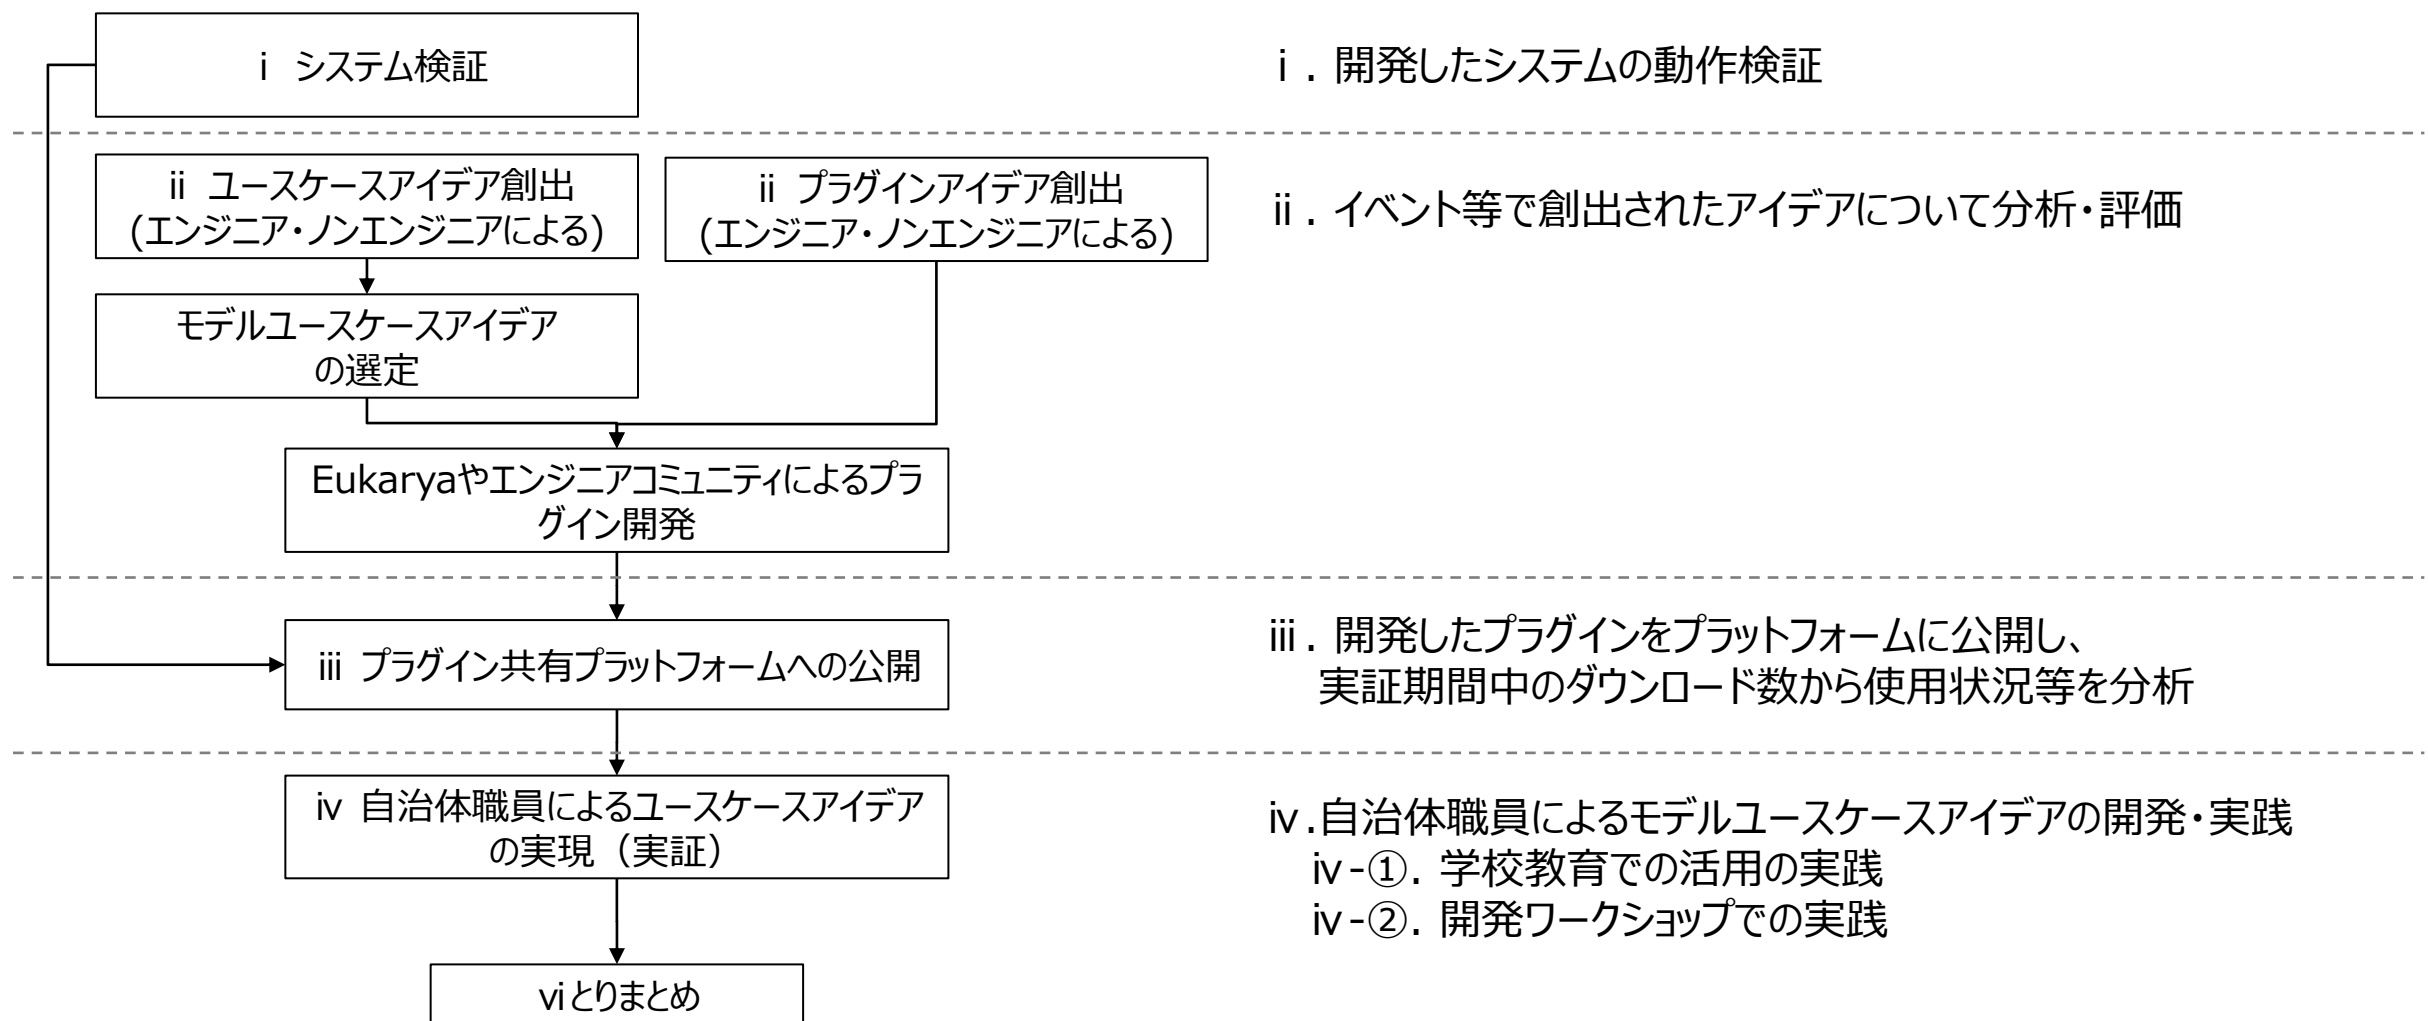 ⅰ システム検証
ⅰ. 開発したシステムの動作検証
ⅱ ユースケースアイデア創出
(エンジニア・ノンエンジニアによる)
ⅱ プラグインアイデア創出
(エンジニア・ノンエンジニアによる)
ⅱ. イベント等で創出されたアイデアについて分析・評価
モデルユースケースアイデア
の選定
Eukaryaやエンジニアコミュニティによるプラ
グイン開発
ⅲ プラグイン共有プラットフォームへの公開
ⅲ. 開発したプラグインをプラットフォームに公開し、
実証期間中のダウンロード数から使用状況等を分析
ⅳ 自治体職員によるユースケースアイデア
の実現（実証）
ⅳ.自治体職員によるモデルユースケースアイデアの開発・実践
ⅳ-①. 学校教育での活用の実践
ⅳ-②. 開発ワークショップでの実践
ⅵとりまとめ